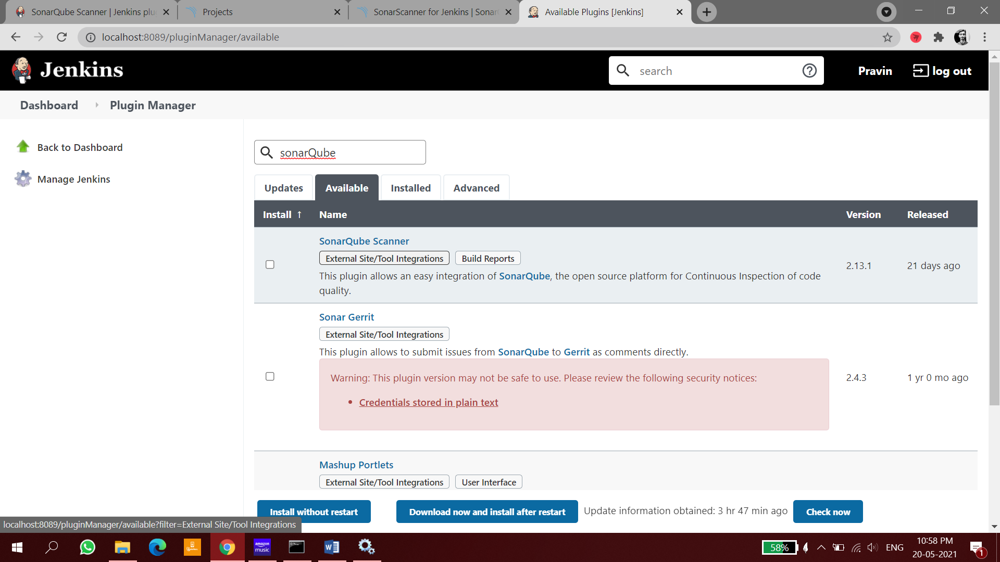 SonarQube Scanner | Jenkins plu
Projects
SonarScanner for Jenkins | Sonar
Available Plugins [Jenkins]
localhost:8089/pluginManager/available
Jenkins
search
Pravin
log out
Dashboard
Plugin Manager
Back to Dashboard
Manage Jenkins
sonarQube
Updates
Available
Installed
Advanced
Install ↑ Name Version Released
SonarQube Scanner
External Site/Tool Integrations Build Reports
This plugin allows an easy integration of SonarQube, the open source platform for Continuous Inspection of code
quality.
2.13.1
21 days ago
Sonar Gerrit
External Site/Tool Integrations
This plugin allows to submit issues from SonarQube to Gerrit as comments directly.
Warning: This plugin version may not be safe to use. Please review the following security notices:
• Credentials stored in plain text
2.4.3
1 yr 0 mo ago
Mashup Portlets
External Site/Tool Integrations User Interface
Install without restart
Download now and install after restart
Update information obtained: 3 hr 47 min ago
Check now
localhost:8089/pluginManager/available?filter=External Site/Tool Integrations
amazon
music
58%
ENG
10:58 PM
20-05-2021
1